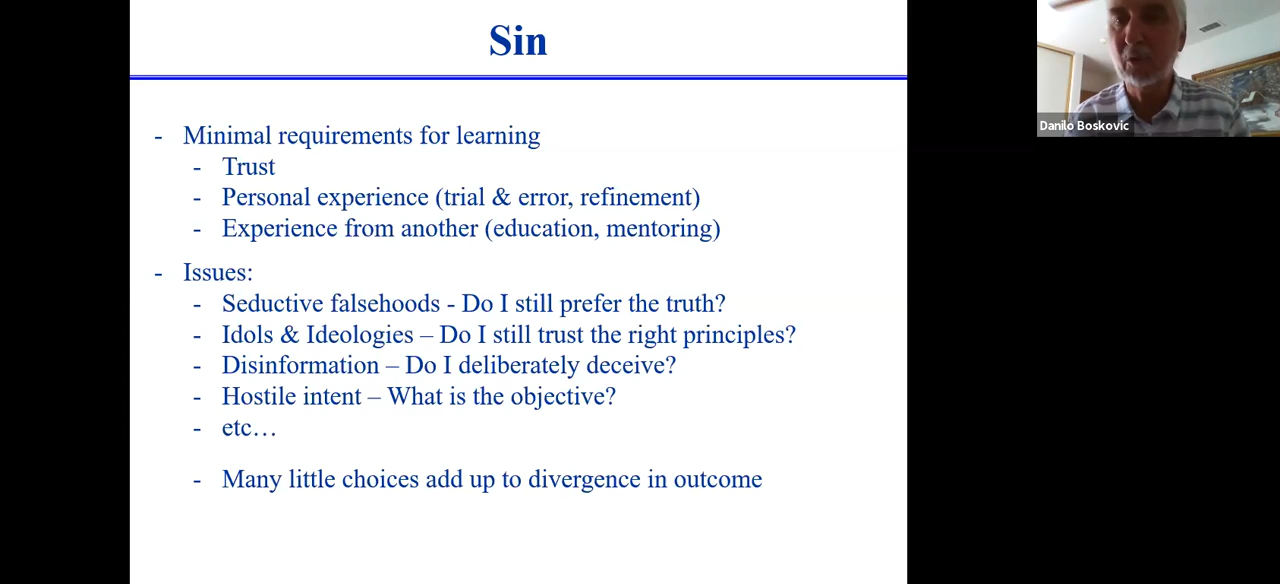 Sin
- Minimal requirements for learning
- Trust
- Personal experience (trial & error, refinement)
- Experience from another (education, mentoring)
- Issues:
- Seductive falsehoods - Do I still prefer the truth?
- Idols & Ideologies – Do I still trust the right principles?
- Disinformation – Do I deliberately deceive?
- Hostile intent – What is the objective?
- etc…
- Many little choices add up to divergence in outcome
Danilo Boskovic